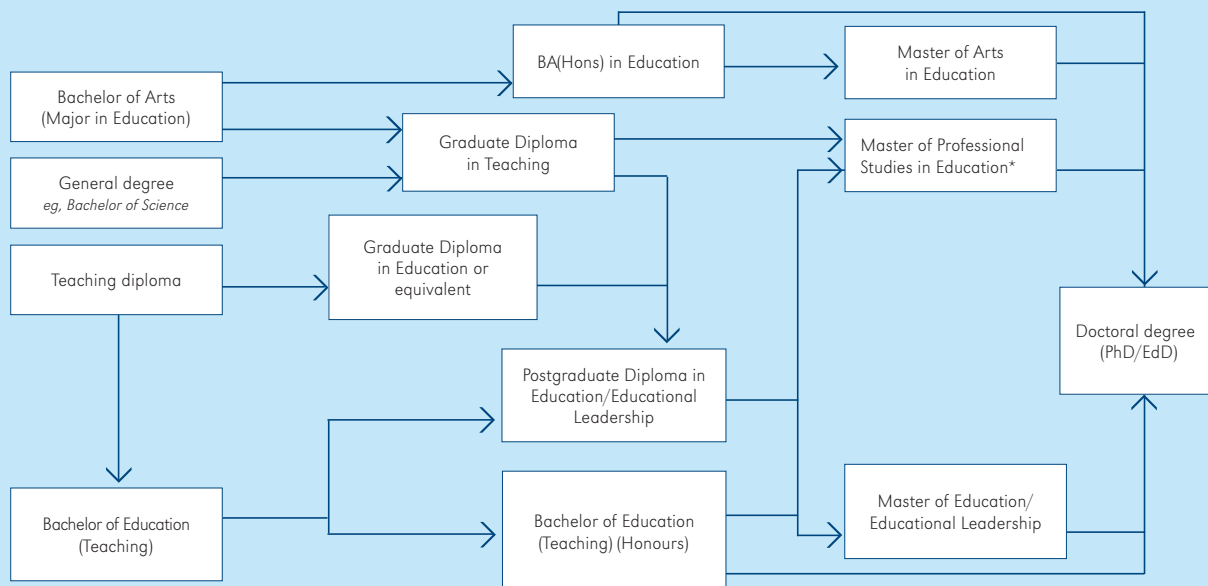 BA(Hons) in Education
Master of Arts
in Education
Bachelor of Arts
(Major in Education)
Graduate Diploma
in Teaching
Master of Professional
Studies in Education*
General degree
eg, Bachelor of Science
Teaching diploma
Graduate Diploma
in Education or
equivalent
Doctoral degree
(PhD/EdD)
Postgraduate Diploma in
Education/Educational
Leadership
Bachelor of Education
(Teaching)
Bachelor of Education
(Teaching) (Honours)
Master of Education/
Educational Leadership